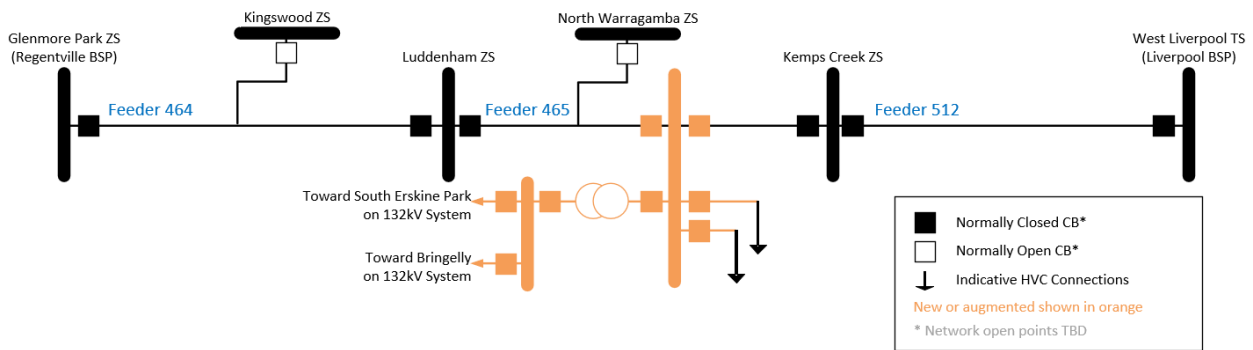 Kingswood ZS
North Warragamba ZS
Glenmore Park ZS
(Regentville BSP)
Luddenham ZS
Kemps Creek ZS
West Liverpool TS
(Liverpool BSP)
Feeder 464
Feeder 465
Feeder 512
Toward South Erskine Park
on 132kV System
Toward Bringelly
on 132kV System
Normally Closed CB*
Normally Open CB*
Indicative HVC Connections
New or augmented shown in orange
* Network open points TBD